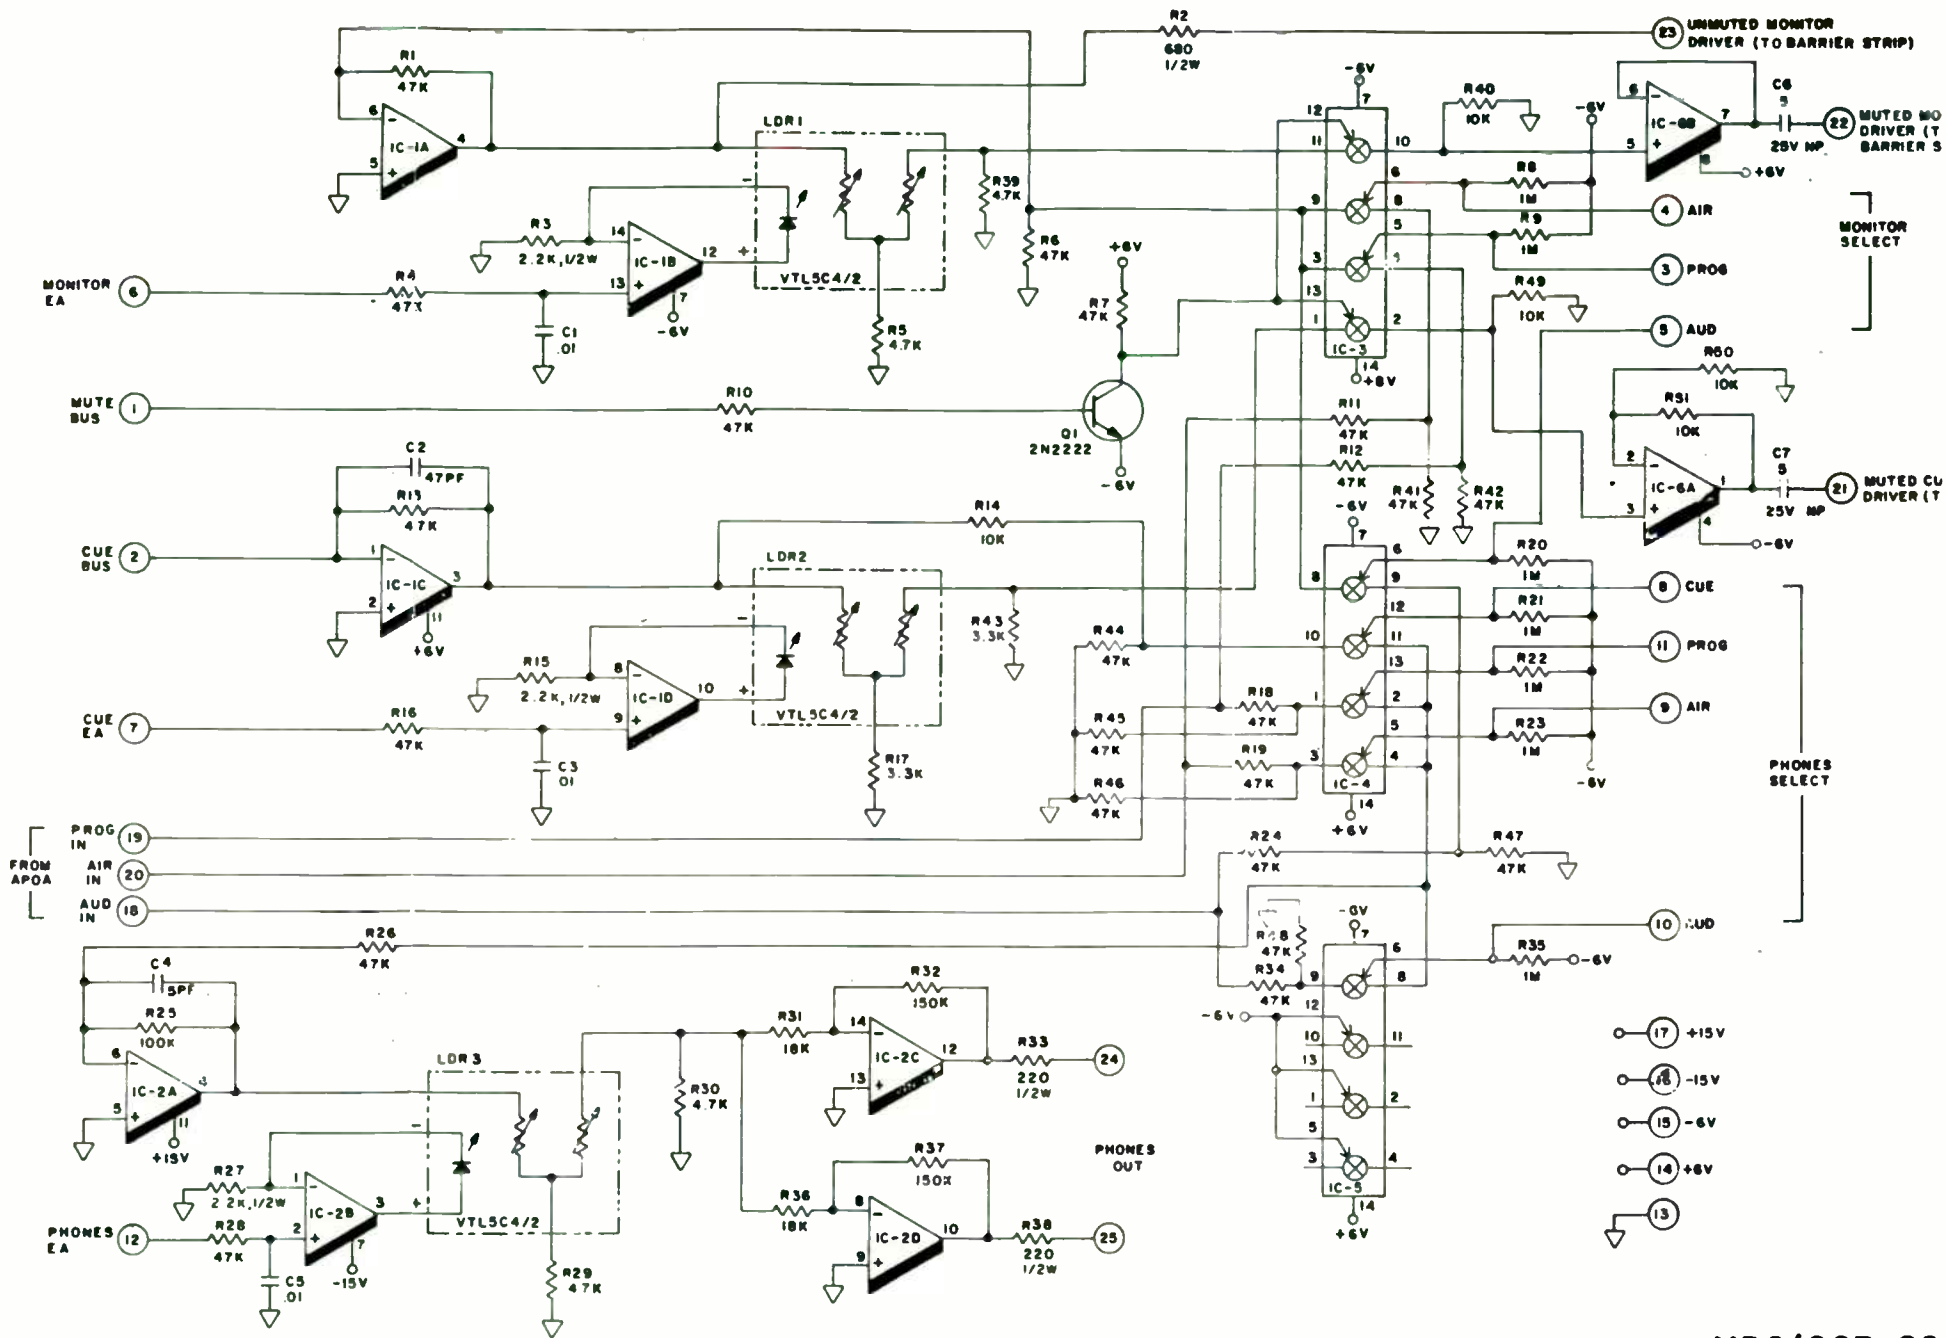 R2
680
1/2W
23 UNMUTED MONITOR
DRIVER (TO BARRIER STRIP)
R1
47K
6
5
4
IC-1A
LDR1
-6V
7
12
11
10
R40
10K
-6V
6
5
7
8
IC-6B
+6V
C6
5
25V NP
22 MUTED MO
DRIVER (T
BARRIER S
R3
2.2K, 1/2W
14
13
12
IC-1B
7
-6V
VTL5C4/2
R39
4.7K
R6
47K
R5
4.7K
+6V
R7
47K
9
6
8
5
3
13
1
2
IC-3
14
R8
1M
R9
1M
R49
10K
4 AIR
3 PROG
5 AUD
MONITOR
SELECT
MONITOR
EA
6
R4
47K
C1
.01
MUTE
BUS
1
R10
47K
Q1
2N2222
-6V
R11
47K
R12
47K
R41
47K
R42
47K
R50
10K
R51
10K
2
3
1
4
IC-6A
-6V
C7
5
25V NP
21 MUTED CU
DRIVER (T
C2
47PF
R13
47K
CUE
BUS
2
1
2
3
IC-1C
11
+6V
R14
10K
LDR2
VTL5C4/2
R43
3.3K
R15
2.2K, 1/2W
8
9
10
IC-1D
CUE
EA
7
R16
47K
C3
.01
R17
3.3K
R44
47K
R45
47K
R46
47K
R18
47K
R19
47K
-6V
7
6
8
9
12
10
11
13
1
2
5
3
4
IC-4
14
+6V
R20
1M
R21
1M
R22
1M
R23
1M
-6V
8 CUE
11 PROG
9 AIR
PHONES
SELECT
FROM
APOA
PROG
IN
19
AIR
IN
20
AUD
IN
18
R24
47K
R47
47K
10
R26
47K
C4
5PF
R25
100K
6
5
4
IC-2A
11
+15V
LDR3
VTL5C4/2
R27
2.2K, 1/2W
1
2
3
IC-2B
7
-15V
PHONES
EA
12
R28
47K
C5
.01
R29
47K
R30
4.7K
R31
18K
R32
150K
14
13
12
IC-2C
R33
220
1/2W
24
R36
18K
R37
150K
8
9
10
IC-2D
R38
220
1/2W
25
PHONES
OUT
47K
R34
47K
-6V
7
6
9
8
12
-6V
10
11
13
1
2
5
3
4
IC-5
14
+6V
R35
1M
-6V
17 +15V
16 -15V
15 -6V
14 +6V
13